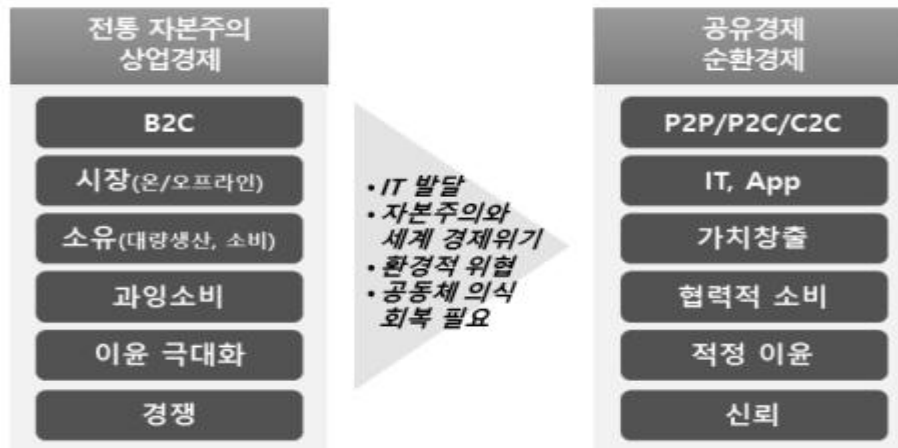 전통 자본주의
상업경제
B2C
시장(온/오프라인)
소유(대량생산, 소비)
과잉소비
이윤 극대화
경쟁
• IT 발달
• 자본주의와
세계 경제위기
• 환경적 위협
• 공동체 의식
회복 필요
공유경제
순환경제
P2P/P2C/C2C
IT, App
가치창출
협력적 소비
적정 이윤
신뢰